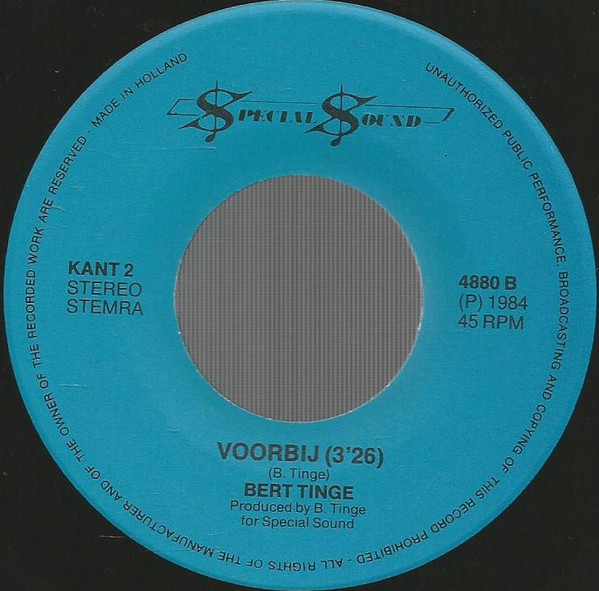 SPECIAL SOUND
KANT 2
STEREO
STEMRA
4880 B
(P) 1984
45 RPM
VOORBIJ (3'26)
(B. Tinge)
BERT TINGE
Produced by B. Tinge
for Special Sound
UNAUTHORIZED PUBLIC PERFORMANCE, BROADCASTING AND COPYING OF THIS RECORD PROHIBITED - ALL RIGHTS OF THE MANUFACTURER AND OF THE OWNER OF THE RECORDED WORK ARE RESERVED - MADE IN HOLLAND